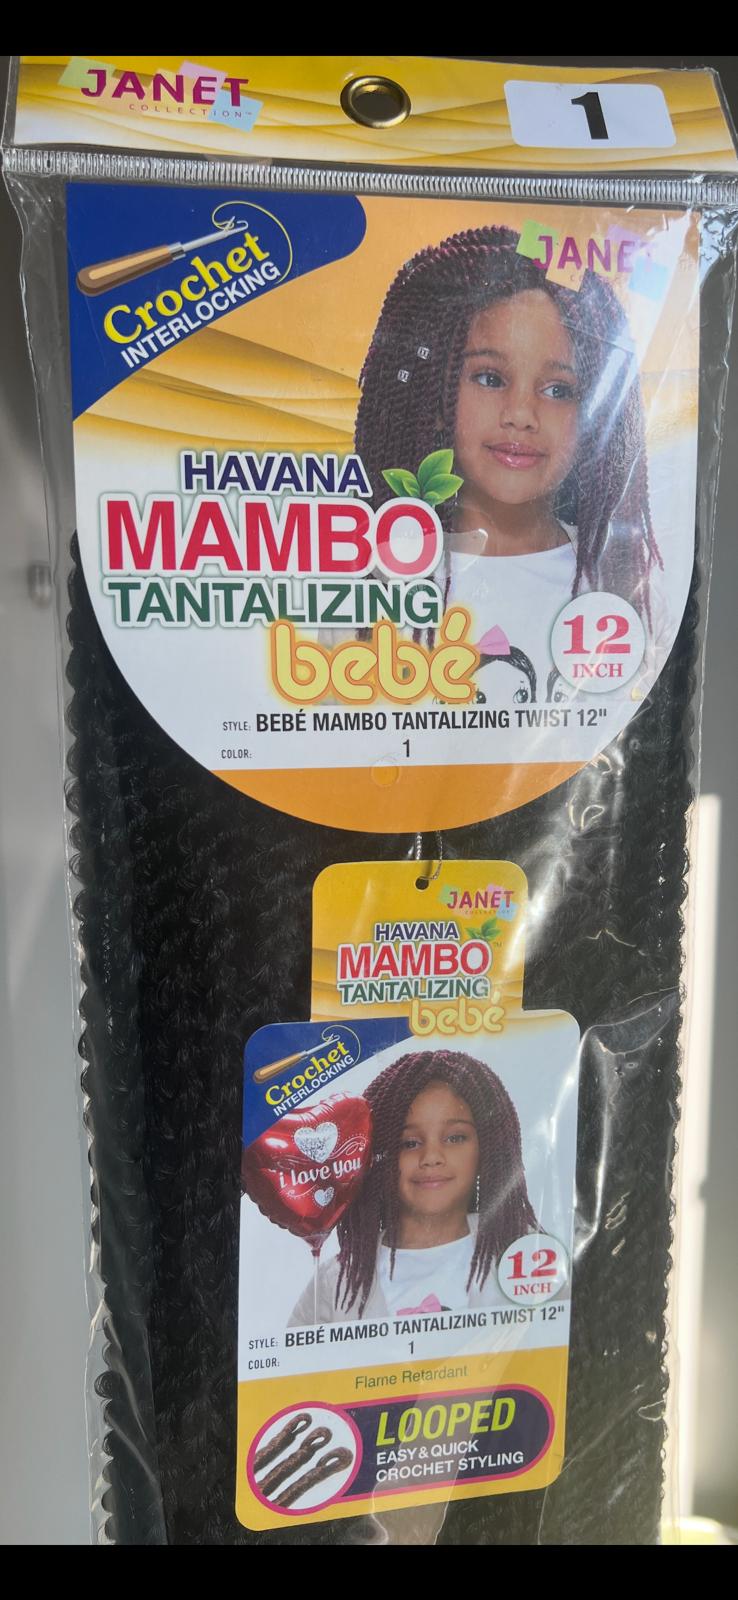 JANET
COLLECTION™
1
Crochet
INTERLOCKING
JANET
HAVANA
MAMBO
TANTALIZING
bebé
12
INCH
STYLE: BEBÉ MAMBO TANTALIZING TWIST 12"
COLOR: 1
JANET
COLLECTION
HAVANA
MAMBO™
TANTALIZING
bebé
Crochet
INTERLOCKING
i love you
12
INCH
STYLE: BEBÉ MAMBO TANTALIZING TWIST 12"
COLOR: 1
Flame Retardant
LOOPED
EASY & QUICK
CROCHET STYLING